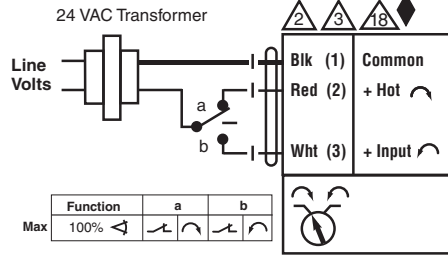 24 VAC Transformer
2 3 18
Line
Volts
Blk (1) Common
a
Red (2) + Hot
b
Wht (3) + Input
Function a b
Max 100%